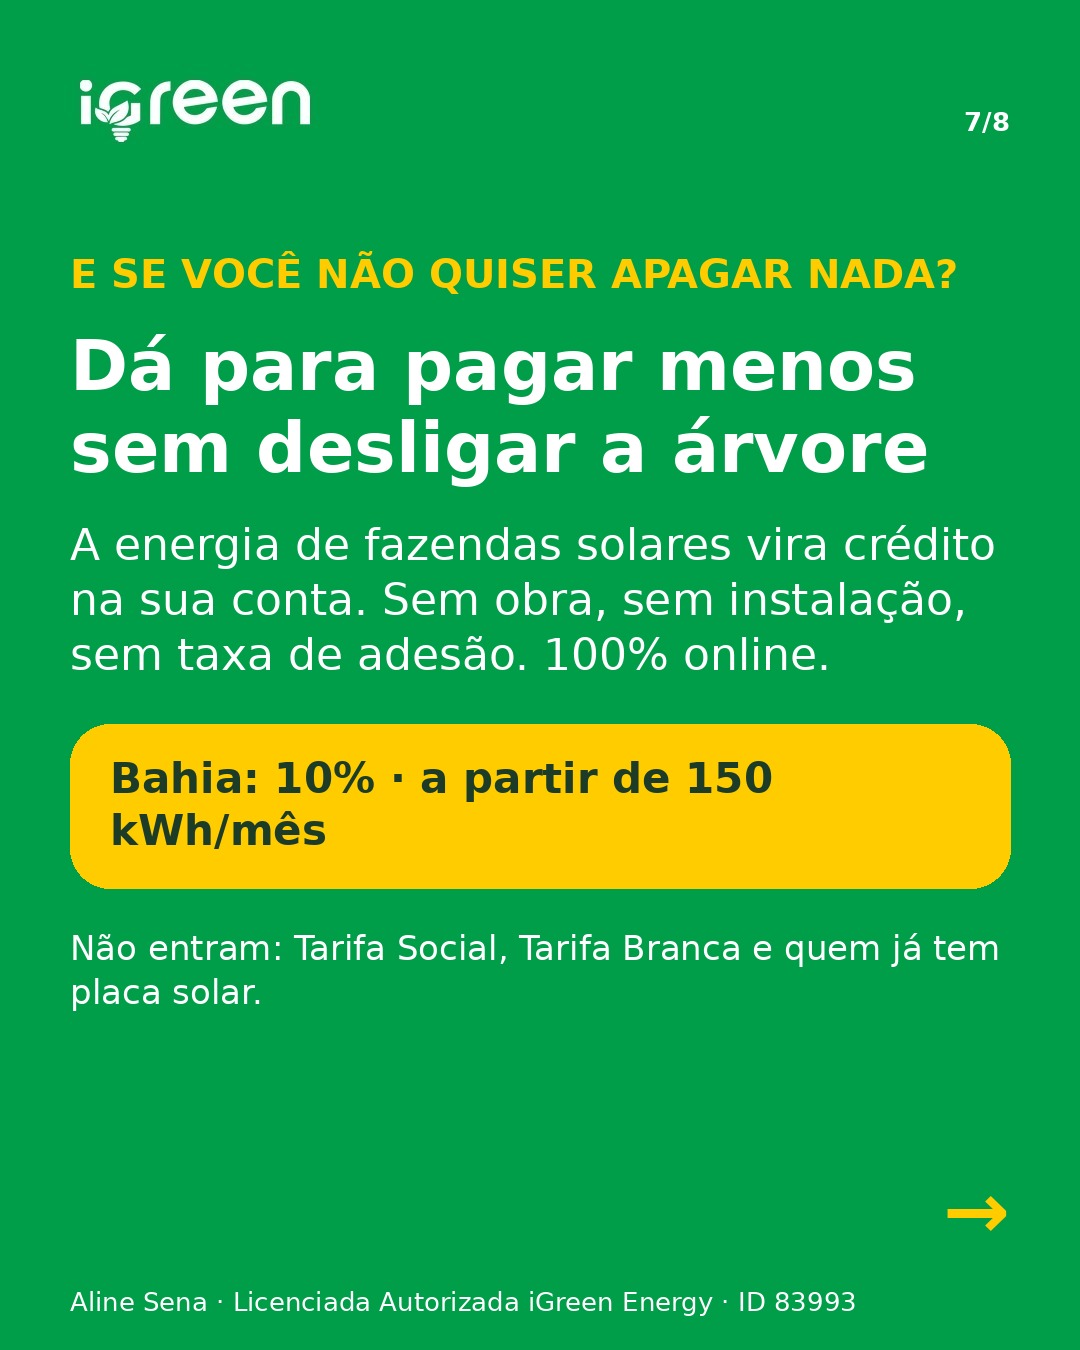 iGreen
7/8
E SE VOCÊ NÃO QUISER APAGAR NADA?
Dá para pagar menos
sem desligar a árvore
A energia de fazendas solares vira crédito
na sua conta. Sem obra, sem instalação,
sem taxa de adesão. 100% online.
Bahia: 10% · a partir de 150
kWh/mês
Não entram: Tarifa Social, Tarifa Branca e quem já tem
placa solar.
→
Aline Sena · Licenciada Autorizada iGreen Energy · ID 83993